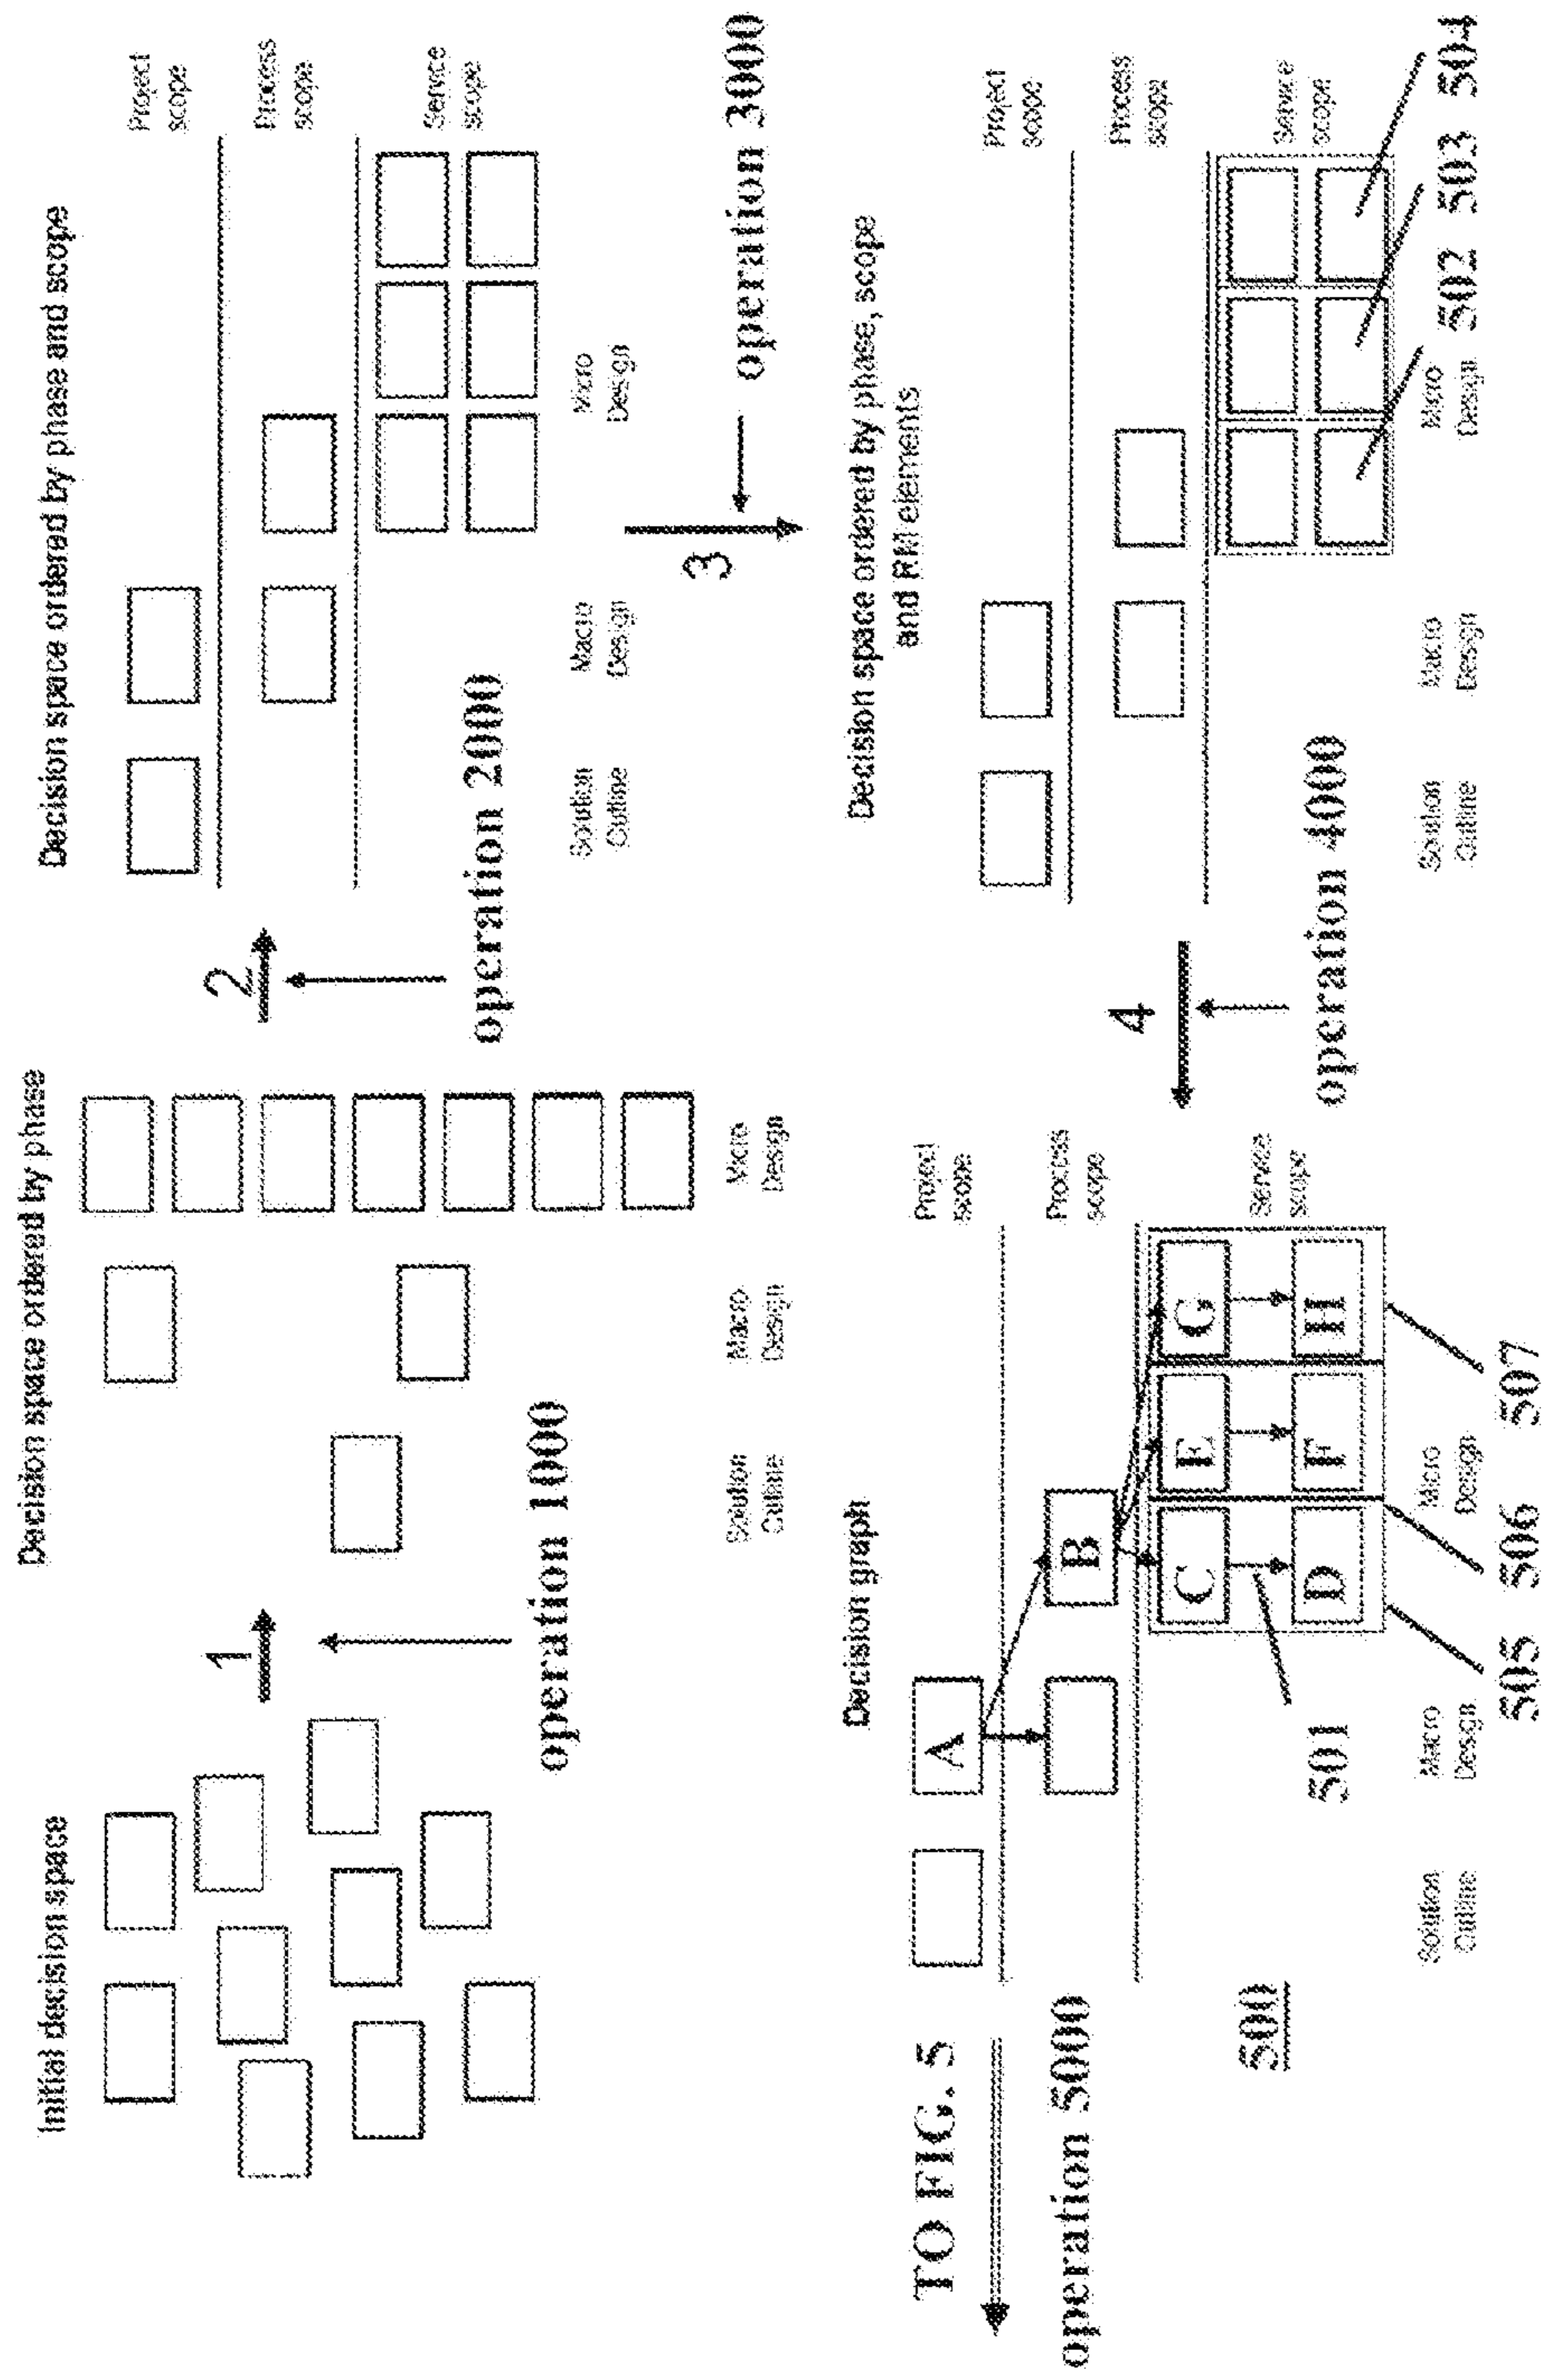 Initial decision space
1
operation 1000
Decision space ordered by phase
Solution
Outline
Macro
Design
Micro
Design
2
operation 2000
Decision space ordered by phase and scope
Project
scope
Process
scope
Service
scope
Solution
Outline
Macro
Design
Micro
Design
3
operation 3000
Decision space ordered by phase, scope
and RM elements
Project
scope
Process
scope
Service
scope
Solution
Outline
Macro
Design
Micro
Design
502
503
504
4
operation 4000
Decision graph
Project
scope
Process
scope
Service
scope
A
B
C
E
G
D
F
H
501
Solution
Outline
Macro
Design
Micro
Design
505
506
507
500
TO FIG. 5
operation 5000